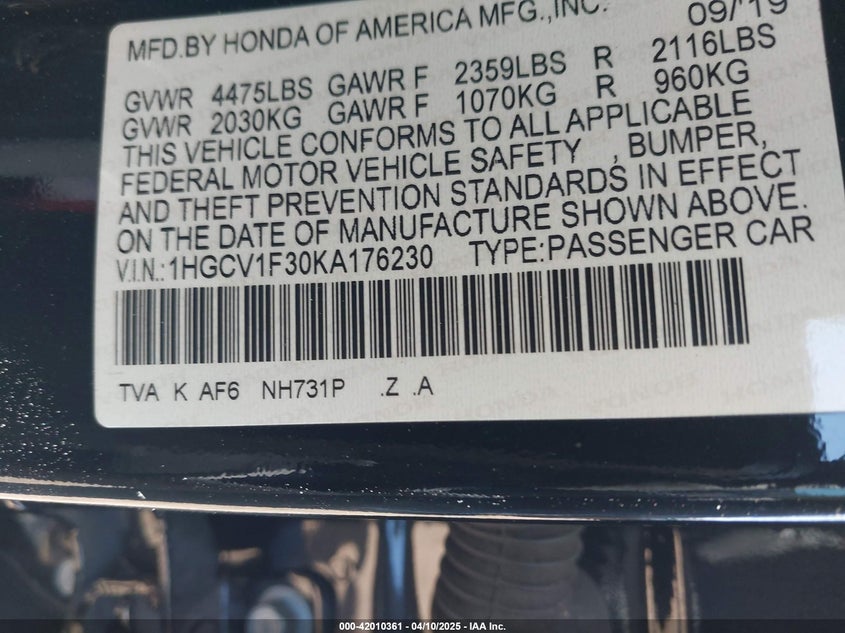 MFD.BY HONDA OF AMERICA MFG.,INC. 09/19
GVWR 4475LBS GAWR F 2359LBS R 2116LBS
GVWR 2030KG GAWR F 1070KG R 960KG
THIS VEHICLE CONFORMS TO ALL APPLICABLE
FEDERAL MOTOR VEHICLE SAFETY , BUMPER,
AND THEFT PREVENTION STANDARDS IN EFFECT
ON THE DATE OF MANUFACTURE SHOWN ABOVE.
V.I.N.:1HGCV1F30KA176230 TYPE:PASSENGER CAR
TVA K AF6 NH731P .Z .A
000-42010361 - 04/10/2025 - IAA Inc.